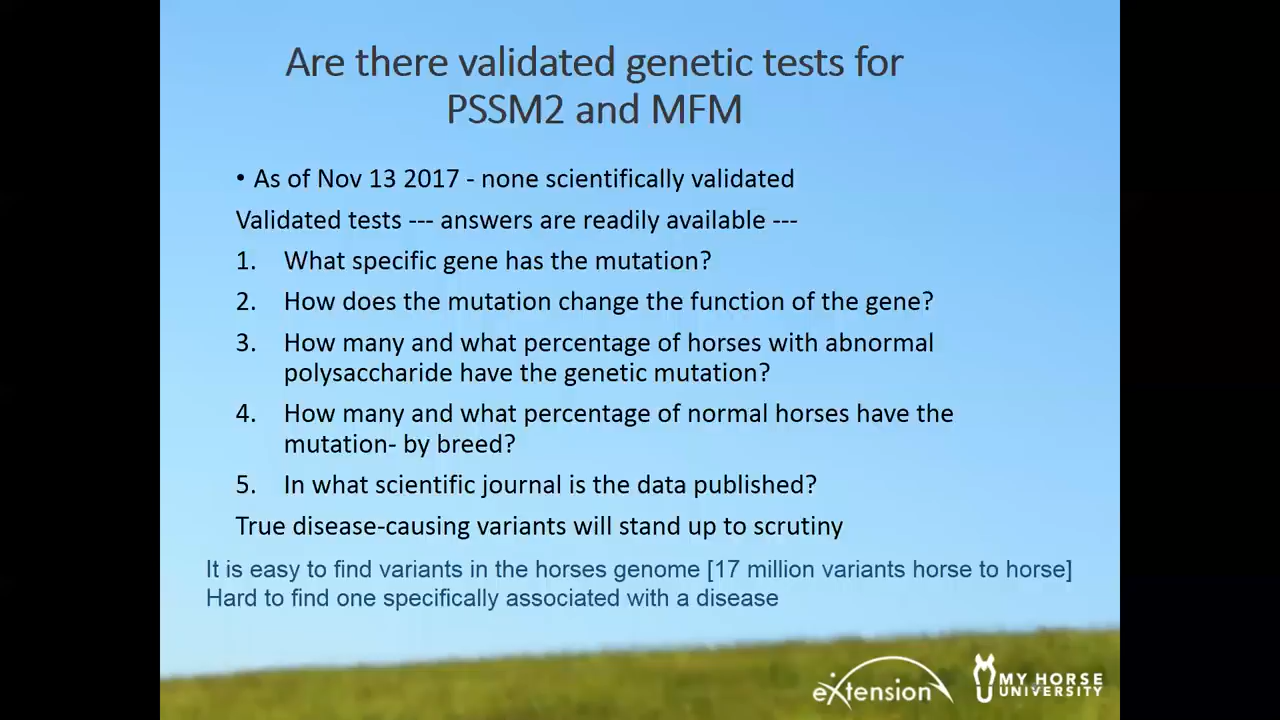 Are there validated genetic tests for
PSSM2 and MFM
• As of Nov 13 2017 - none scientifically validated
Validated tests --- answers are readily available ---
1. What specific gene has the mutation?
2. How does the mutation change the function of the gene?
3. How many and what percentage of horses with abnormal
polysaccharide have the genetic mutation?
4. How many and what percentage of normal horses have the
mutation- by breed?
5. In what scientific journal is the data published?
True disease-causing variants will stand up to scrutiny
It is easy to find variants in the horses genome [17 million variants horse to horse]
Hard to find one specifically associated with a disease
eXtension
MY HORSE
UNIVERSITY